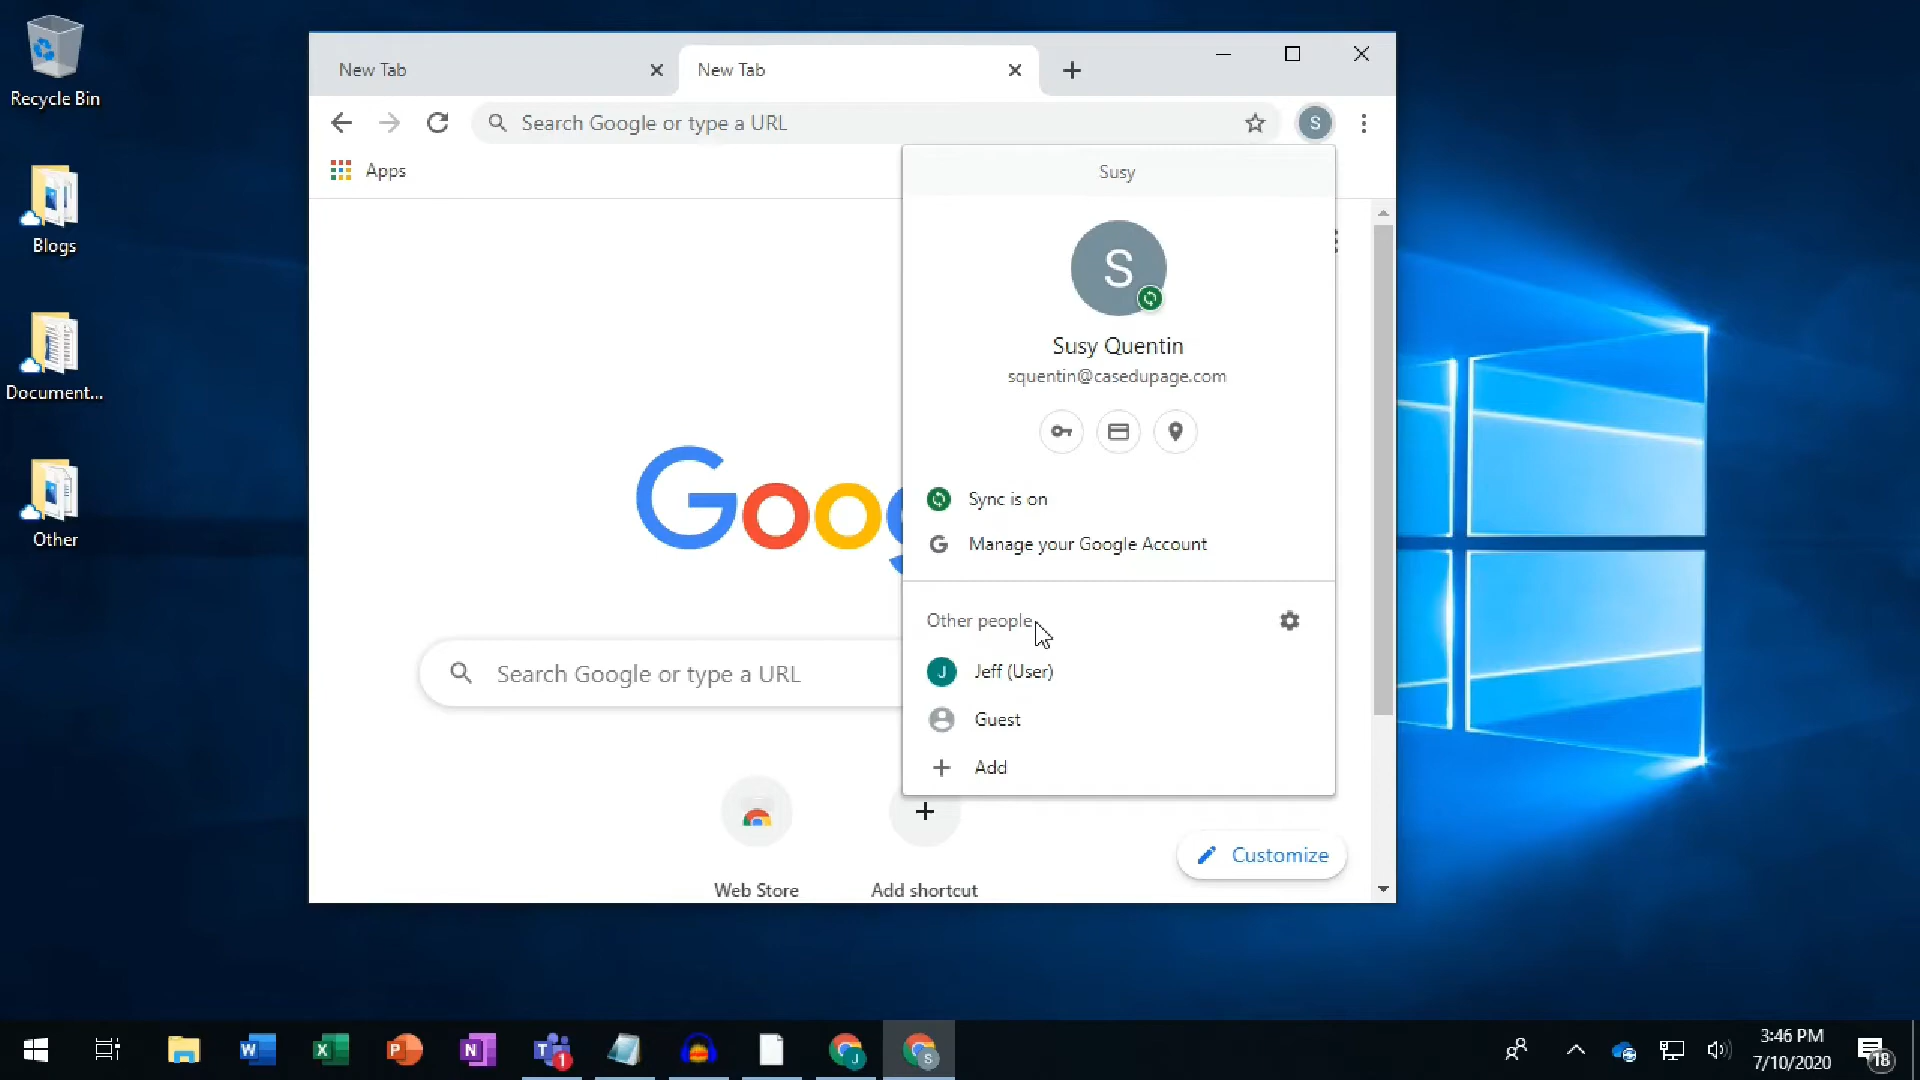 Recycle Bin
Blogs
Document...
Other
New Tab
New Tab
Search Google or type a URL
S
Apps
Susy
S
Susy Quentin
squentin@casedupage.com
Sync is on
G Manage your Google Account
Other people
J Jeff (User)
Guest
Add
Goog
Search Google or type a URL
Web Store
Add shortcut
Customize
W
X
P
N
T 1
J
S
3:46 PM
7/10/2020
18